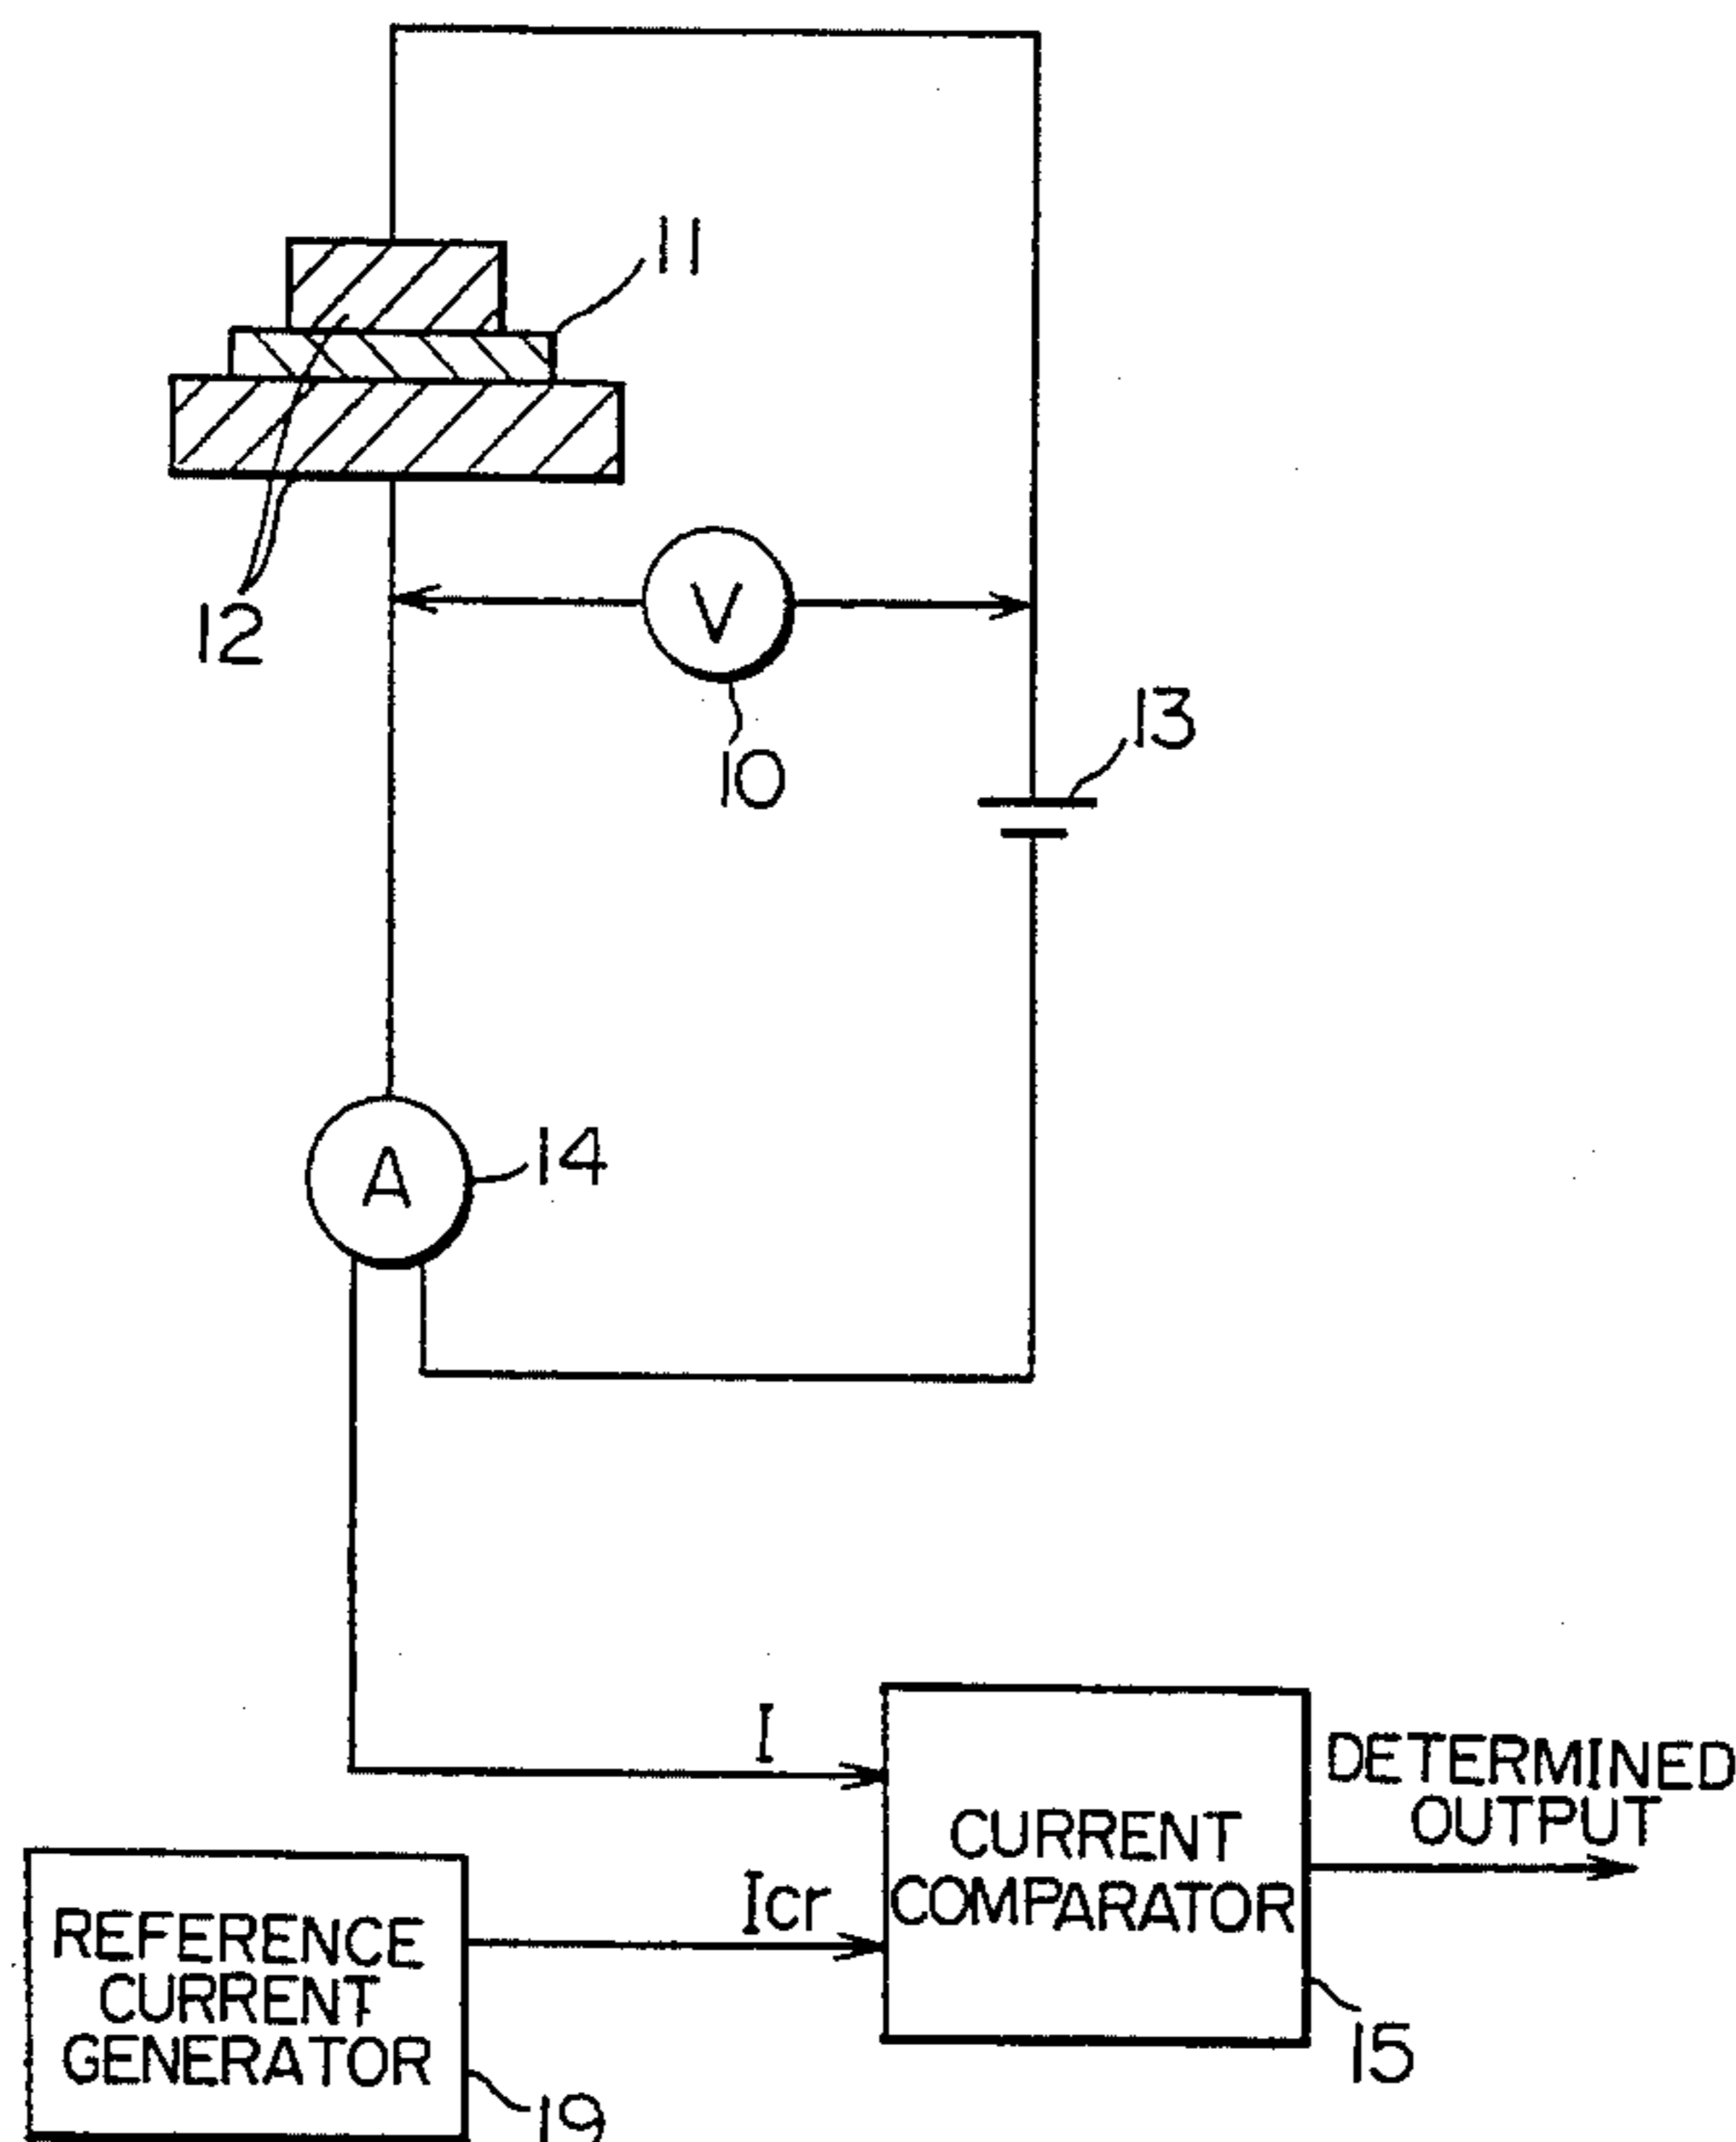 11
12
V
10
13
A
14
I
Icr
CURRENT
COMPARATOR
DETERMINED
OUTPUT
15
REFERENCE
CURRENT
GENERATOR
19